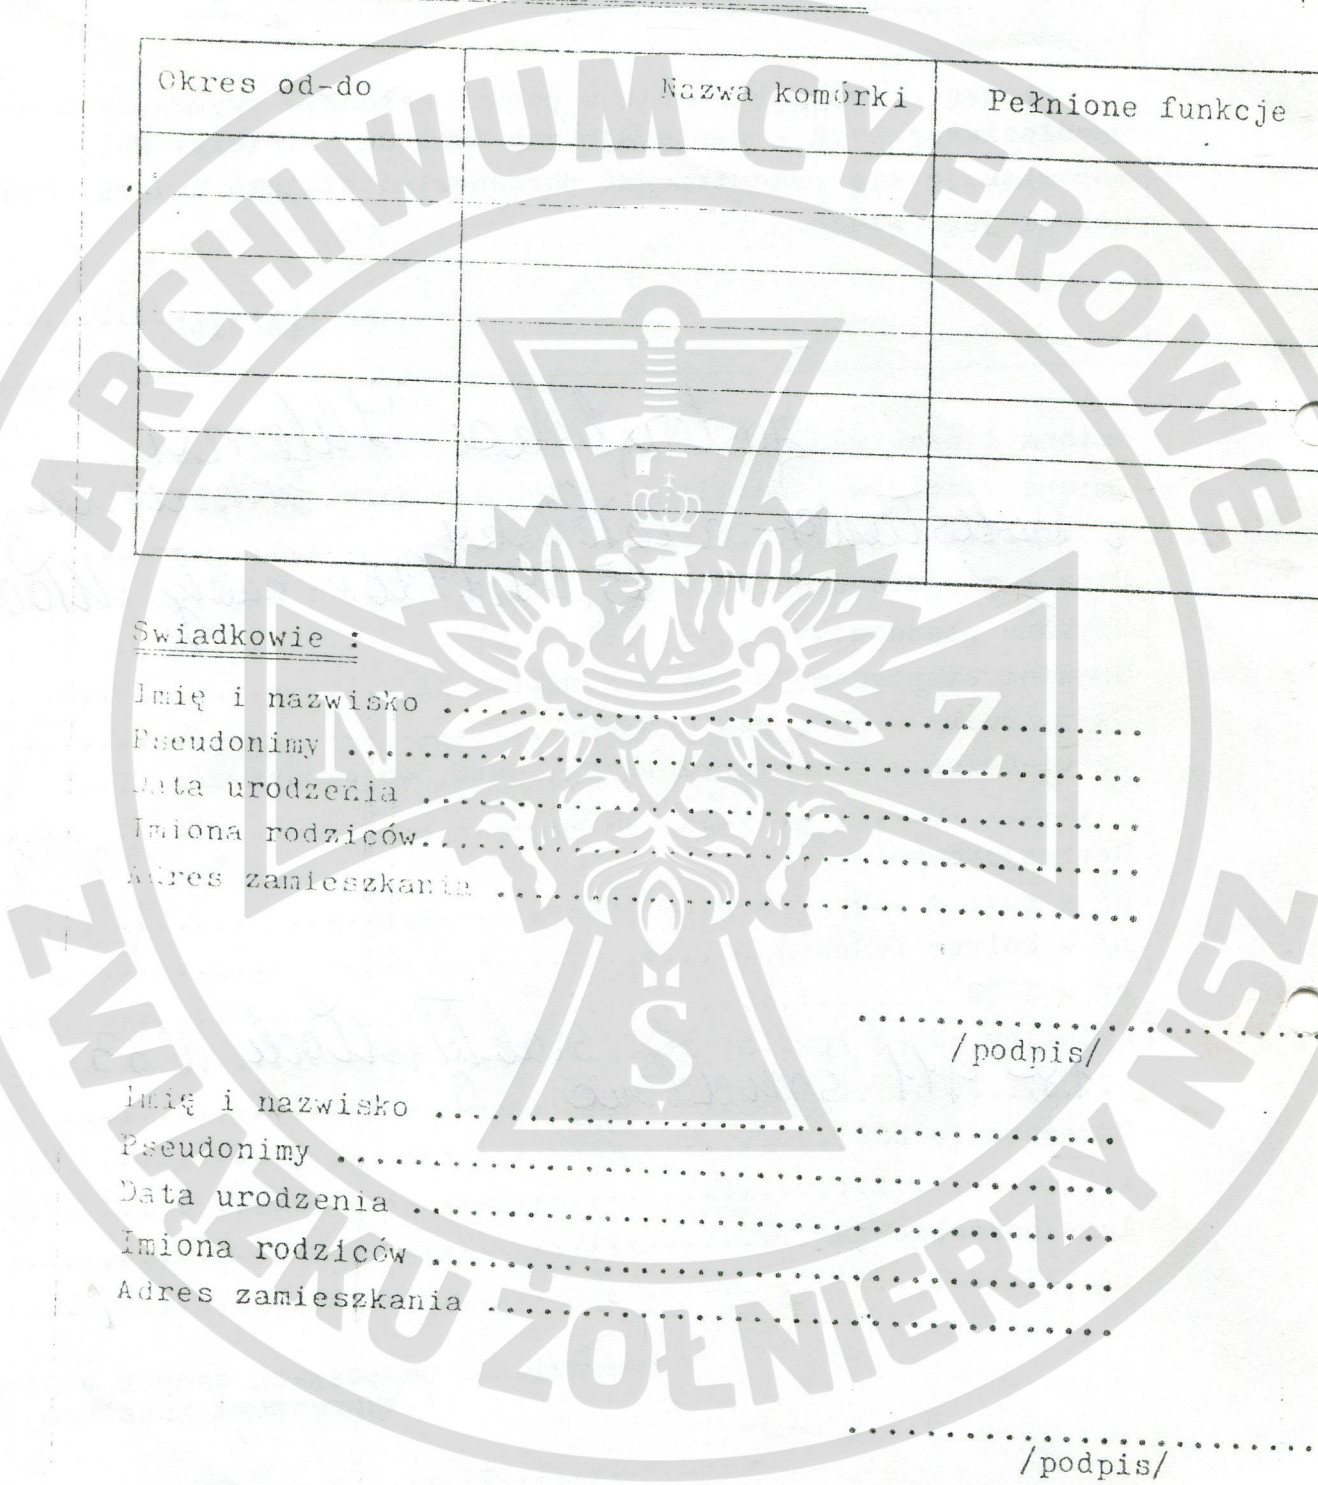 Okres od-do Nazwa komórki Pełnione funkcje
Swiadkowie :
Imię i nazwisko ........................................
Pseudonimy ........................................
Data urodzenia ........................................
Imiona rodziców........................................
Adres zamieszkania ........................................
........................
/podpis/
Imię i nazwisko ........................................
Pseudonimy ........................................
Data urodzenia ........................................
Imiona rodziców ........................................
Adres zamieszkania ........................................
........................
/podpis/
ARCHIWUM CYFROWE
ZWIĄZKU ŻOŁNIERZY NSZ
N Z
S